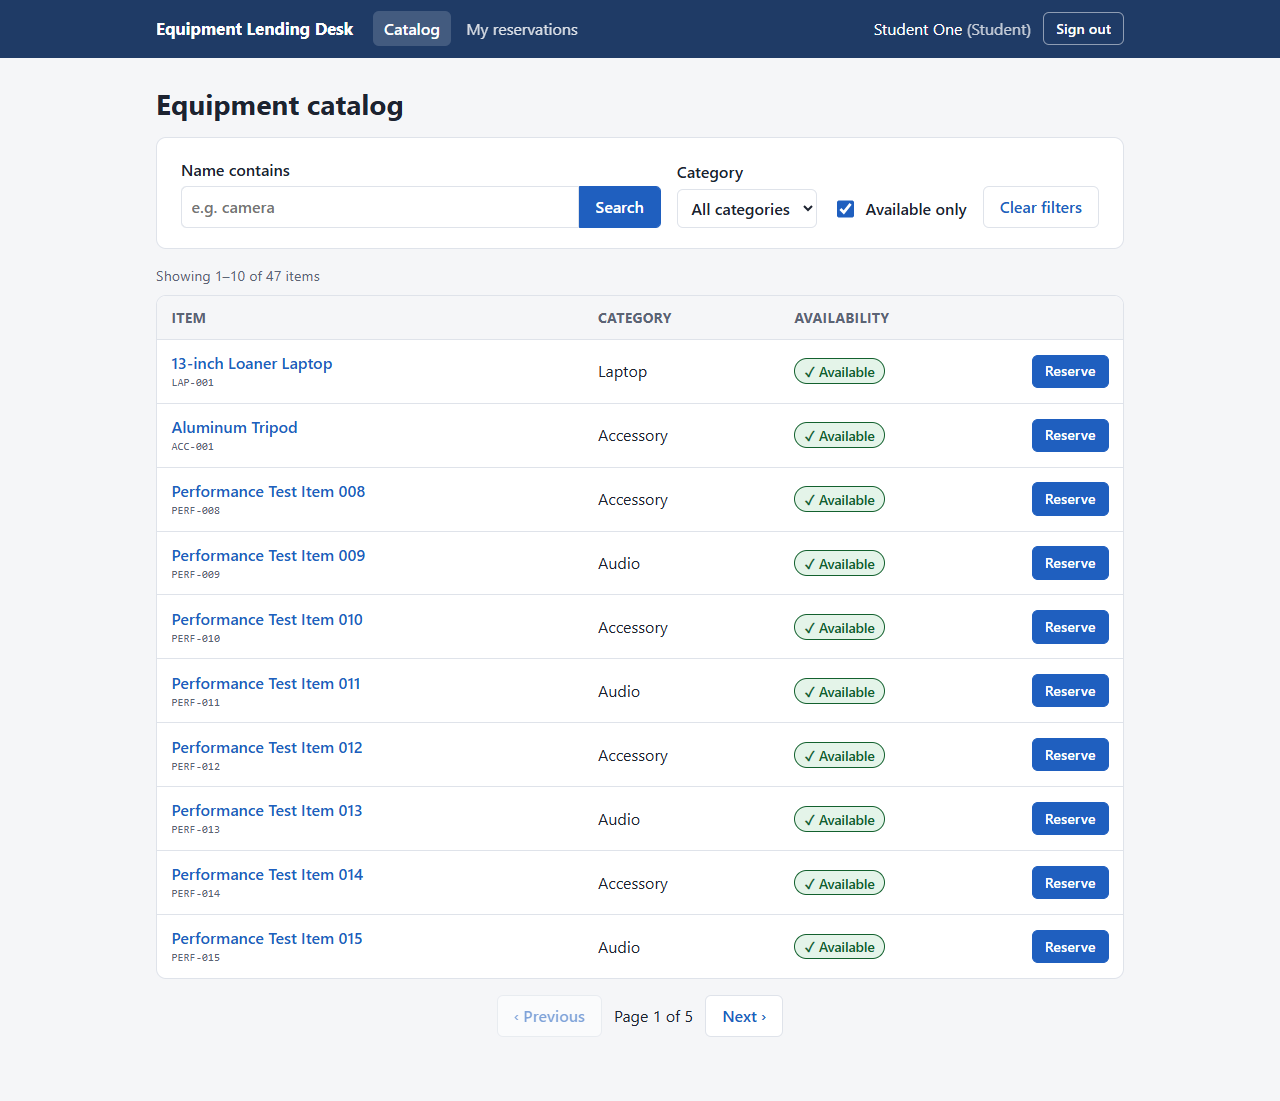 Equipment Lending Desk Catalog My reservations Student One (Student) Sign out
Equipment catalog
Name contains Category
e.g. camera Search All categories Available only Clear filters
Showing 1–10 of 47 items
ITEM CATEGORY AVAILABILITY
13-inch Loaner Laptop
LAP-001
Laptop ✓ Available Reserve
Aluminum Tripod
ACC-001
Accessory ✓ Available Reserve
Performance Test Item 008
PERF-008
Accessory ✓ Available Reserve
Performance Test Item 009
PERF-009
Audio ✓ Available Reserve
Performance Test Item 010
PERF-010
Accessory ✓ Available Reserve
Performance Test Item 011
PERF-011
Audio ✓ Available Reserve
Performance Test Item 012
PERF-012
Accessory ✓ Available Reserve
Performance Test Item 013
PERF-013
Audio ✓ Available Reserve
Performance Test Item 014
PERF-014
Accessory ✓ Available Reserve
Performance Test Item 015
PERF-015
Audio ✓ Available Reserve
‹ Previous Page 1 of 5 Next ›